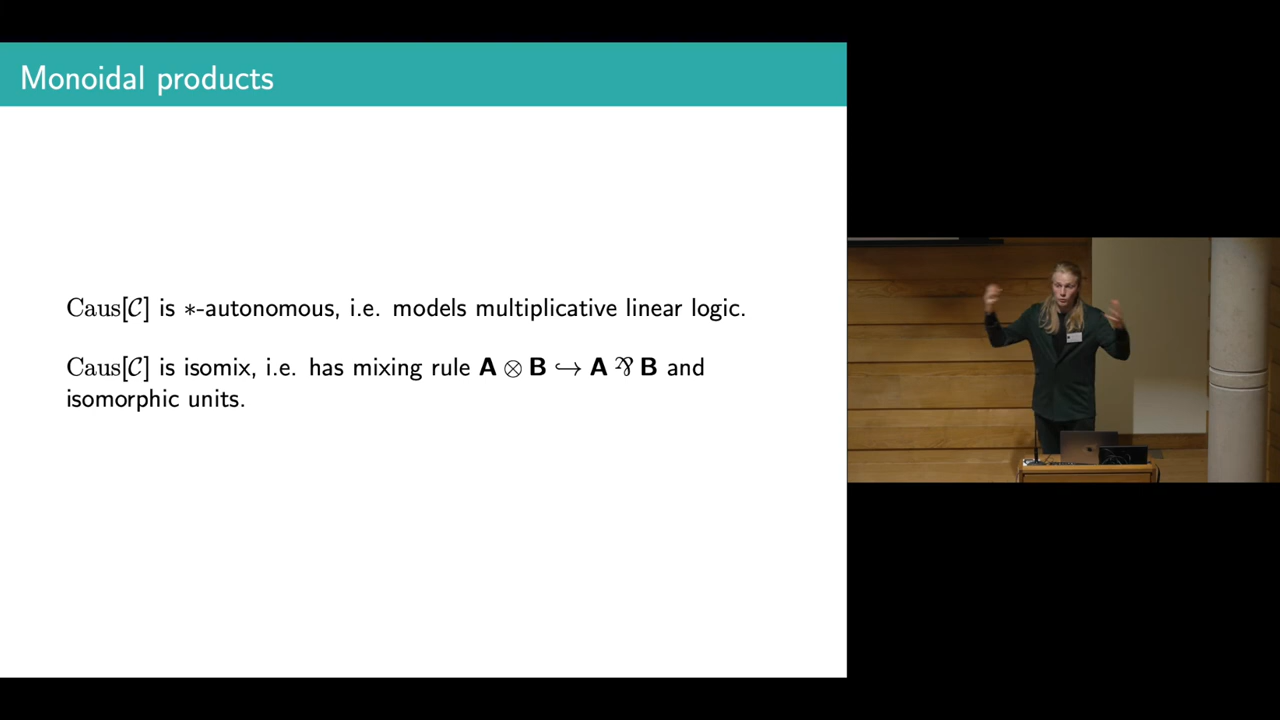 Monoidal products
Caus[𝒞] is ∗-autonomous, i.e. models multiplicative linear logic.
Caus[𝒞] is isomix, i.e. has mixing rule A ⊗ B ↪ A ⅋ B and
isomorphic units.